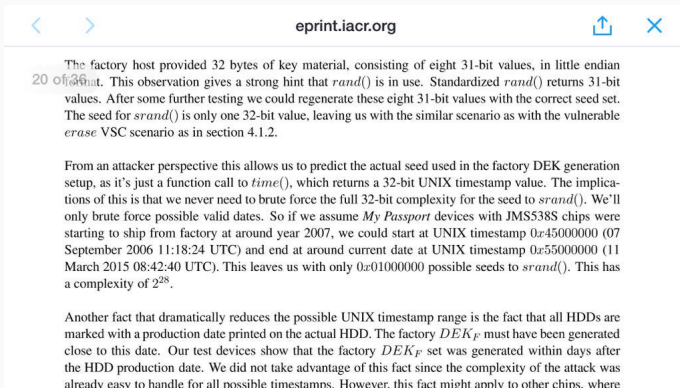 eprint.iacr.org
The factory host provided 32 bytes of key material, consisting of eight 31-bit values, in little endian
20 of 36
. This observation gives a strong hint that rand() is in use. Standardized rand() returns 31-bit
values. After some further testing we could regenerate these eight 31-bit values with the correct seed set.
The seed for srand() is only one 32-bit value, leaving us with the similar scenario as with the vulnerable
erase VSC scenario as in section 4.1.2.
From an attacker perspective this allows us to predict the actual seed used in the factory DEK generation
setup, as it's just a function call to time(), which returns a 32-bit UNIX timestamp value. The implica-
tions of this is that we never need to brute force the full 32-bit complexity for the seed to srand(). We'll
only brute force possible valid dates. So if we assume My Passport devices with JMS538S chips were
starting to ship from factory at around year 2007, we could start at UNIX timestamp 0x45000000 (07
September 2006 11:18:24 UTC) and end at around current date at UNIX timestamp 0x55000000 (11
March 2015 08:42:40 UTC). This leaves us with only 0x01000000 possible seeds to srand(). This has
a complexity of 2²⁸.
Another fact that dramatically reduces the possible UNIX timestamp range is the fact that all HDDs are
marked with a production date printed on the actual HDD. The factory DEK_F must have been generated
close to this date. Our test devices show that the factory DEK_F set was generated within days after
the HDD production date. We did not take advantage of this fact since the complexity of the attack was
already easy to handle for all possible timestamps. However, this fact might apply to other chips, where